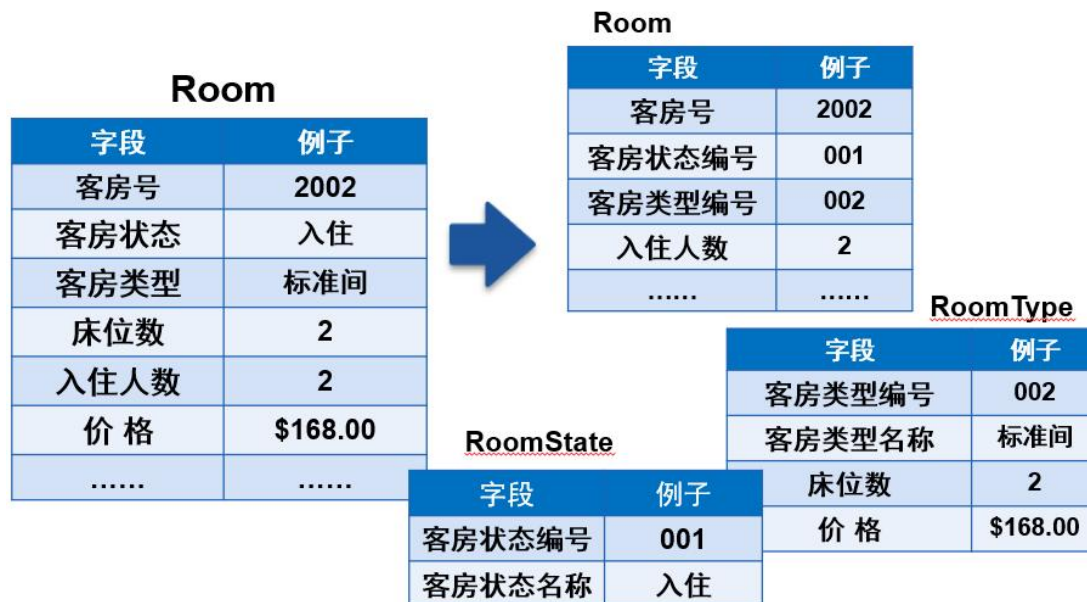 Room
字段 例子
客房号 2002
客房状态 入住
客房类型 标准间
床位数 2
入住人数 2
价 格 $168.00
...... ......
Room
字段 例子
客房号 2002
客房状态编号 001
客房类型编号 002
入住人数 2
...... ......
RoomType
字段 例子
客房类型编号 002
客房类型名称 标准间
床位数 2
价 格 $168.00
RoomState
字段 例子
客房状态编号 001
客房状态名称 入住